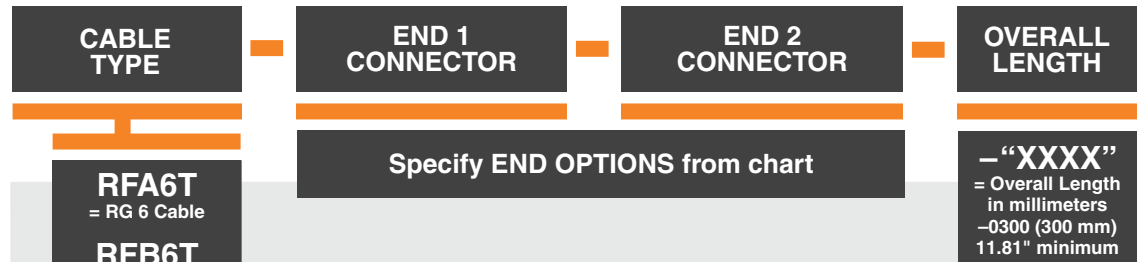 CABLE
TYPE
END 1
CONNECTOR
END 2
CONNECTOR
OVERALL
LENGTH
Specify END OPTIONS from chart
RFA6T
= RG 6 Cable
RFB6T
–“XXXX”
= Overall Length
in millimeters
–0300 (300 mm)
11.81" minimum